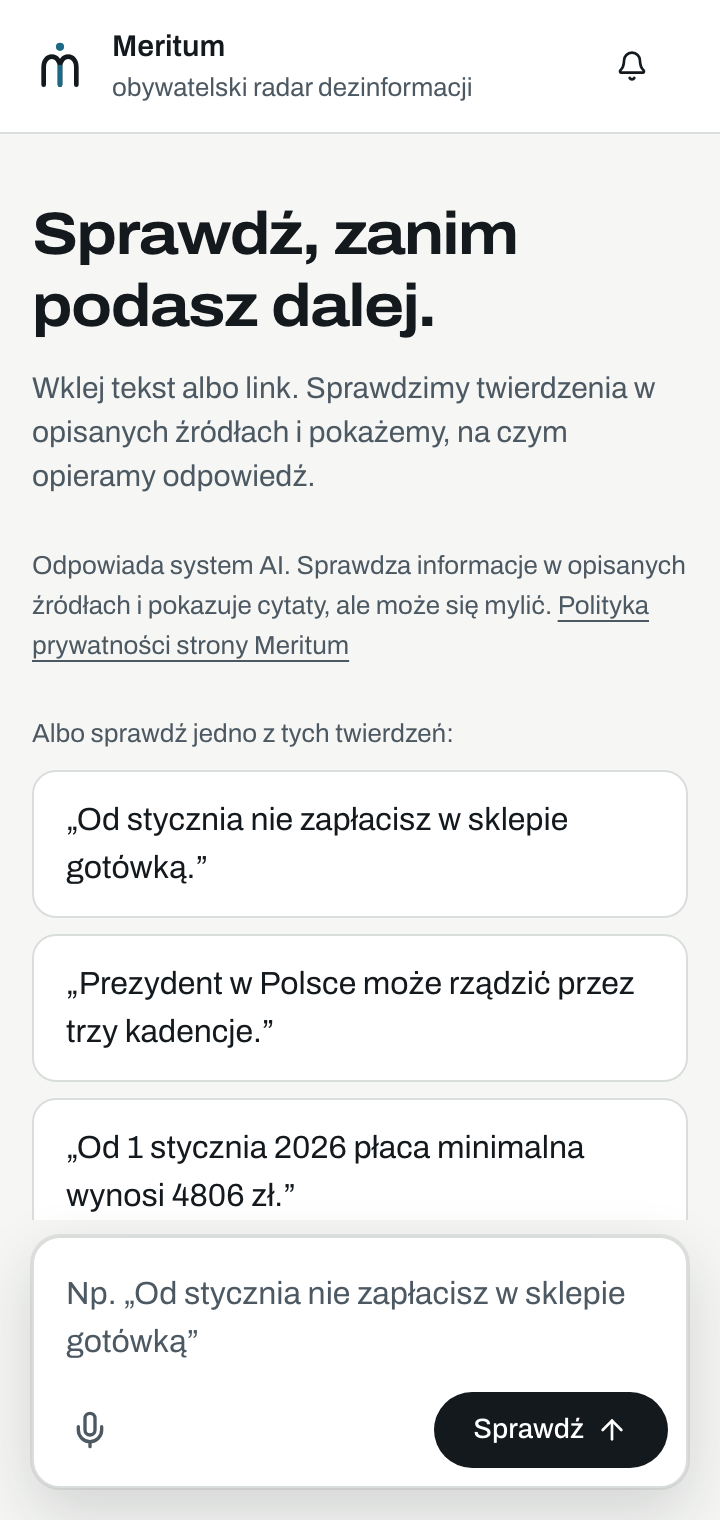 Meritum
obywatelski radar dezinformacji
Sprawdź, zanim
podasz dalej.
Wklej tekst albo link. Sprawdzimy twierdzenia w
opisanych źródłach i pokażemy, na czym
opieramy odpowiedź.
Odpowiada system AI. Sprawdza informacje w opisanych
źródłach i pokazuje cytaty, ale może się mylić. Polityka
prywatności strony Meritum
Albo sprawdź jedno z tych twierdzeń:
„Od stycznia nie zapłacisz w sklepie
gotówką.”
„Prezydent w Polsce może rządzić przez
trzy kadencje.”
„Od 1 stycznia 2026 płaca minimalna
wynosi 4806 zł.”
Np. „Od stycznia nie zapłacisz w sklepie
gotówką”
Sprawdź